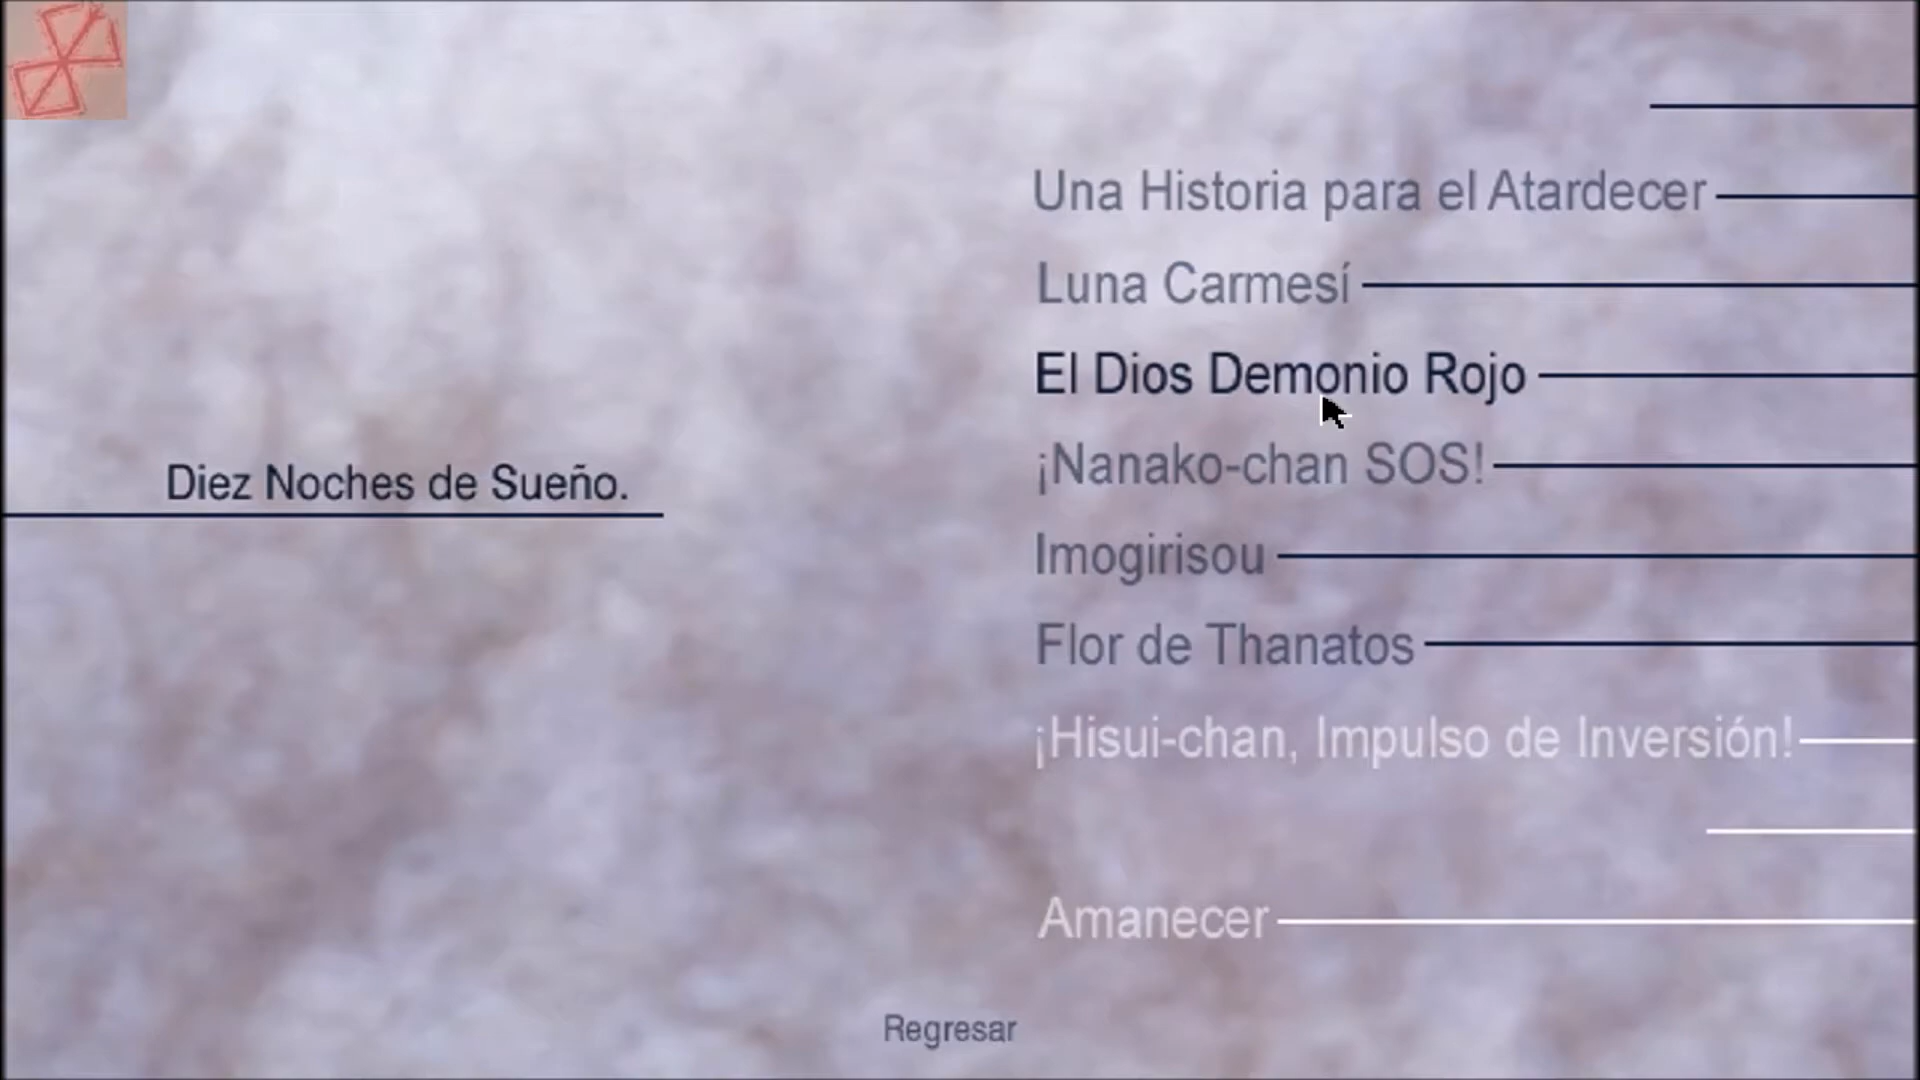 Una Historia para el Atardecer
Luna Carmesí
El Dios Demonio Rojo
¡Nanako-chan SOS!
Diez Noches de Sueño.
Imogirisou
Flor de Thanatos
¡Hisui-chan, Impulso de Inversión!
Amanecer
Regresar